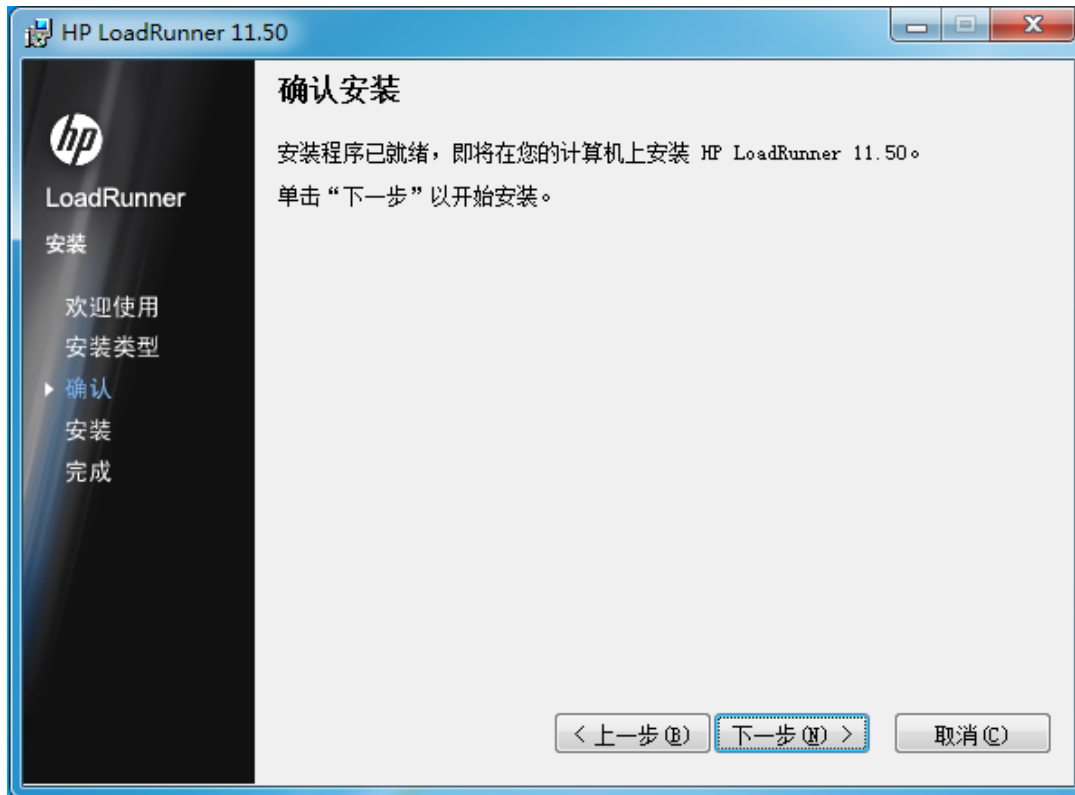 HP LoadRunner 11.50
hp
LoadRunner
安装
欢迎使用
安装类型
确认
安装
完成
确认安装
安装程序已就绪，即将在您的计算机上安装 HP LoadRunner 11.50。
单击“下一步”以开始安装。
< 上一步(B)
下一步(N) >
取消(C)